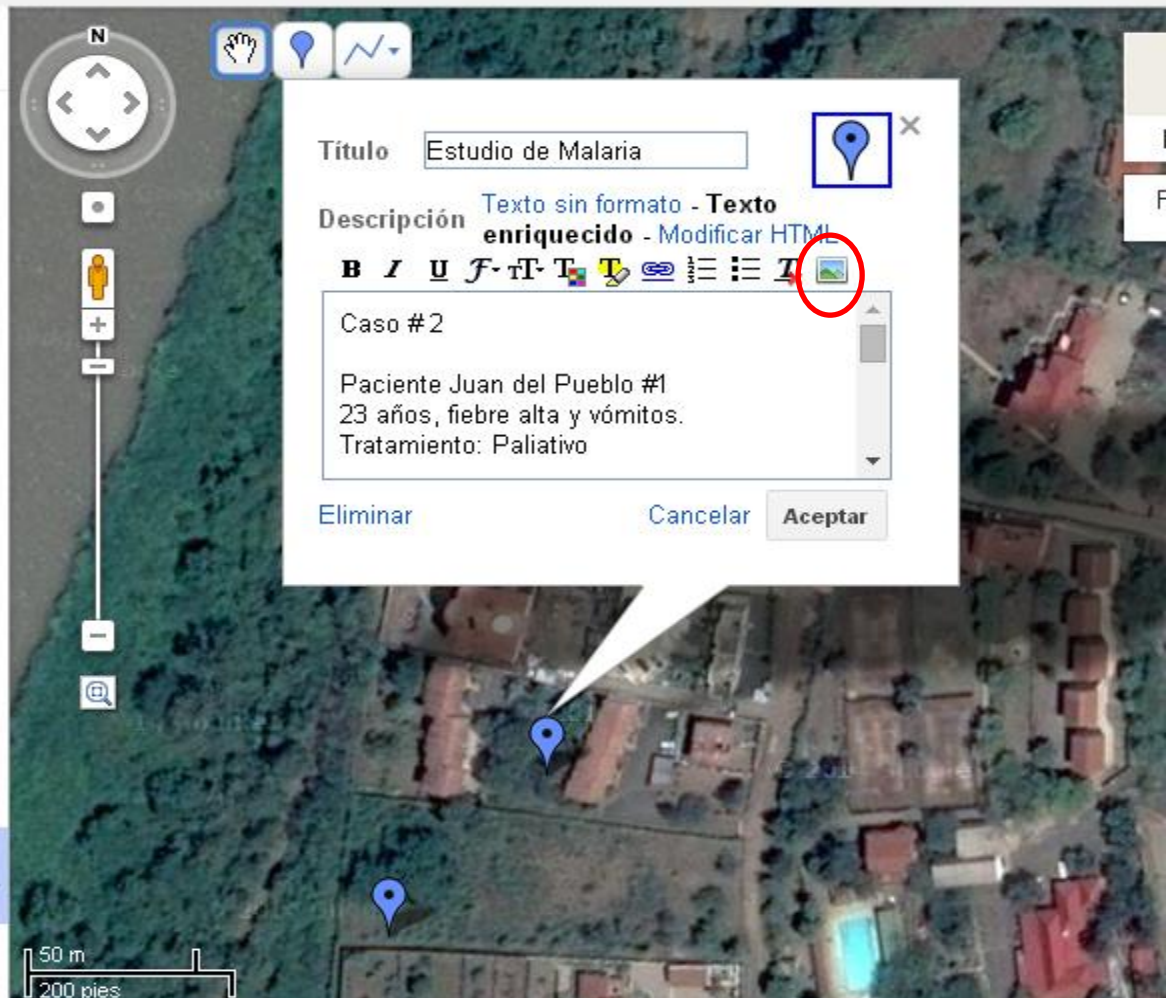 N
Título Estudio de Malaria
Descripción Texto sin formato - Texto
enriquecido - Modificar HTML
B I U F T T T T
Caso #2
Paciente Juan del Pueblo #1
23 años, fiebre alta y vómitos.
Tratamiento: Paliativo
Eliminar Cancelar Aceptar
50 m
200 pies